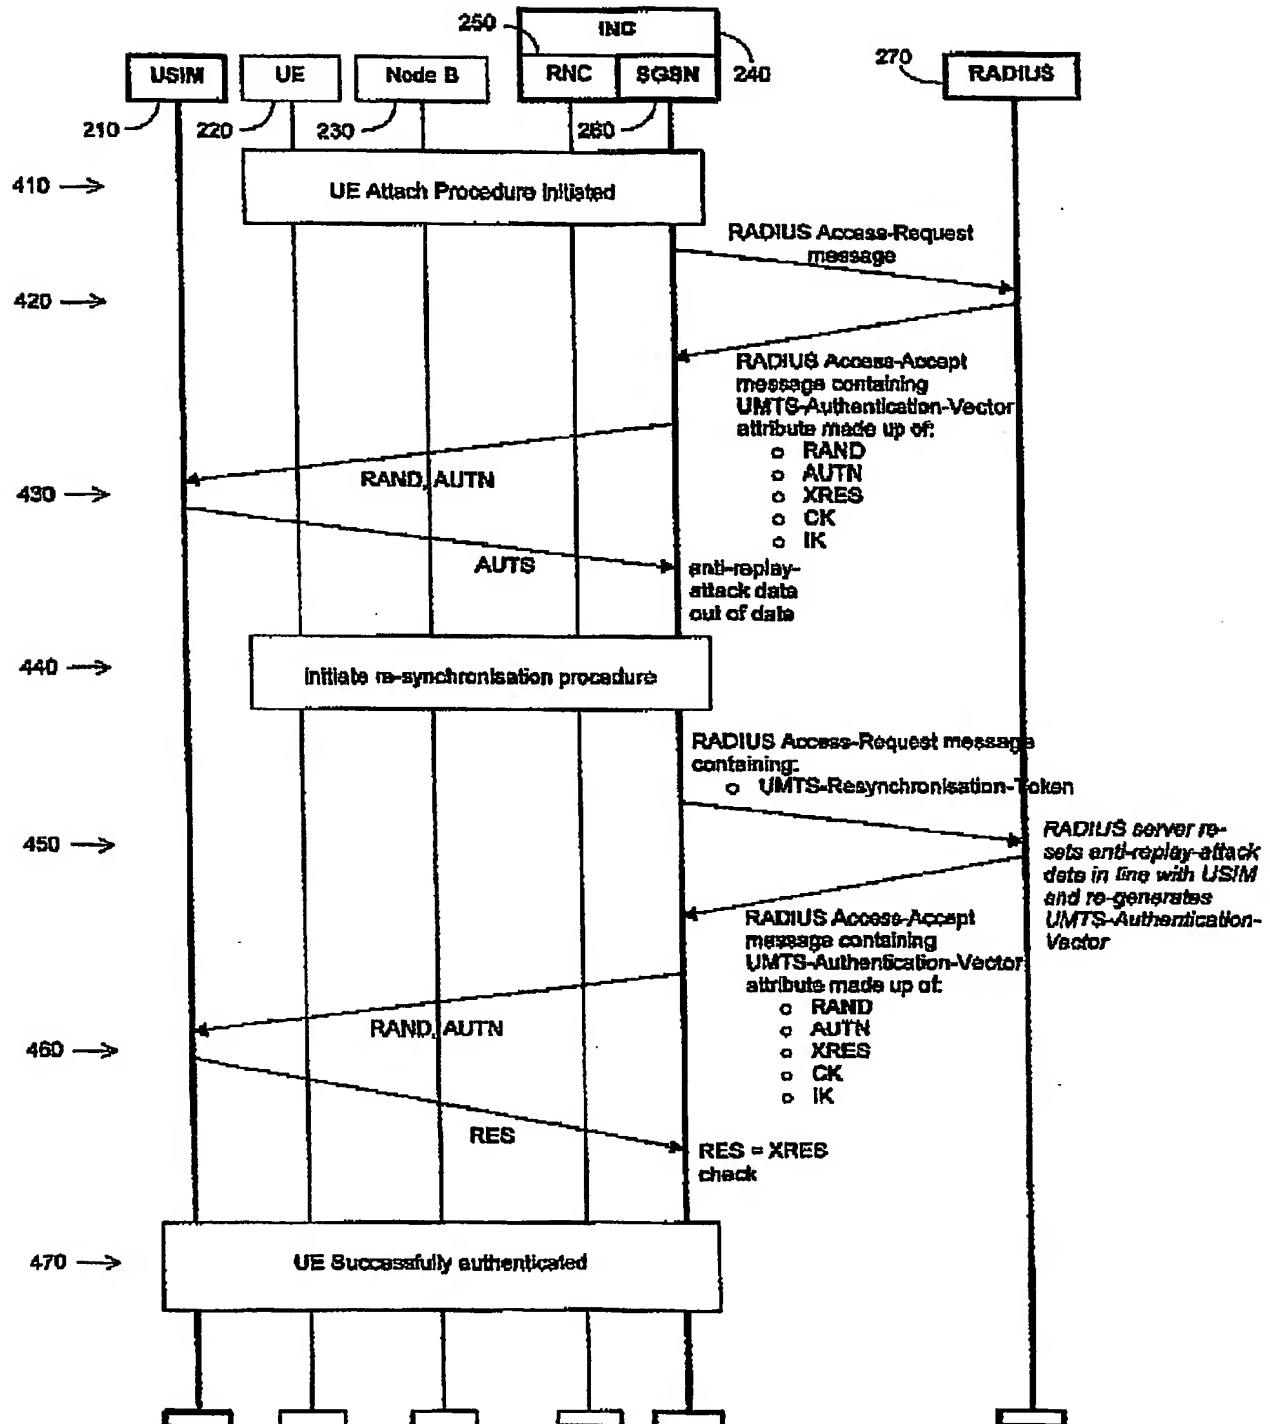 250
INC
USIM
UE
Node B
RNC
SGSN
240
270
RADIUS
210
220
230
260
410
UE Attach Procedure initiated
RADIUS Access-Request
message
420
RADIUS Access-Accept
message containing
UMTS-Authentication-Vector
attribute made up of:
o RAND
o AUTN
o XRES
o CK
o IK
RAND, AUTN
430
AUTS
anti-replay-
attack data
out of date
440
initiate re-synchronisation procedure
RADIUS Access-Request message
containing:
o UMTS-Resynchronisation-Token
450
RADIUS server re-
sets anti-replay-attack
data in line with USIM
and re-generates
UMTS-Authentication-
Vector
RADIUS Access-Accept
message containing
UMTS-Authentication-Vector
attribute made up of:
o RAND
o AUTN
o XRES
o CK
o IK
RAND, AUTN
460
RES
RES = XRES
check
470
UE Successfully authenticated